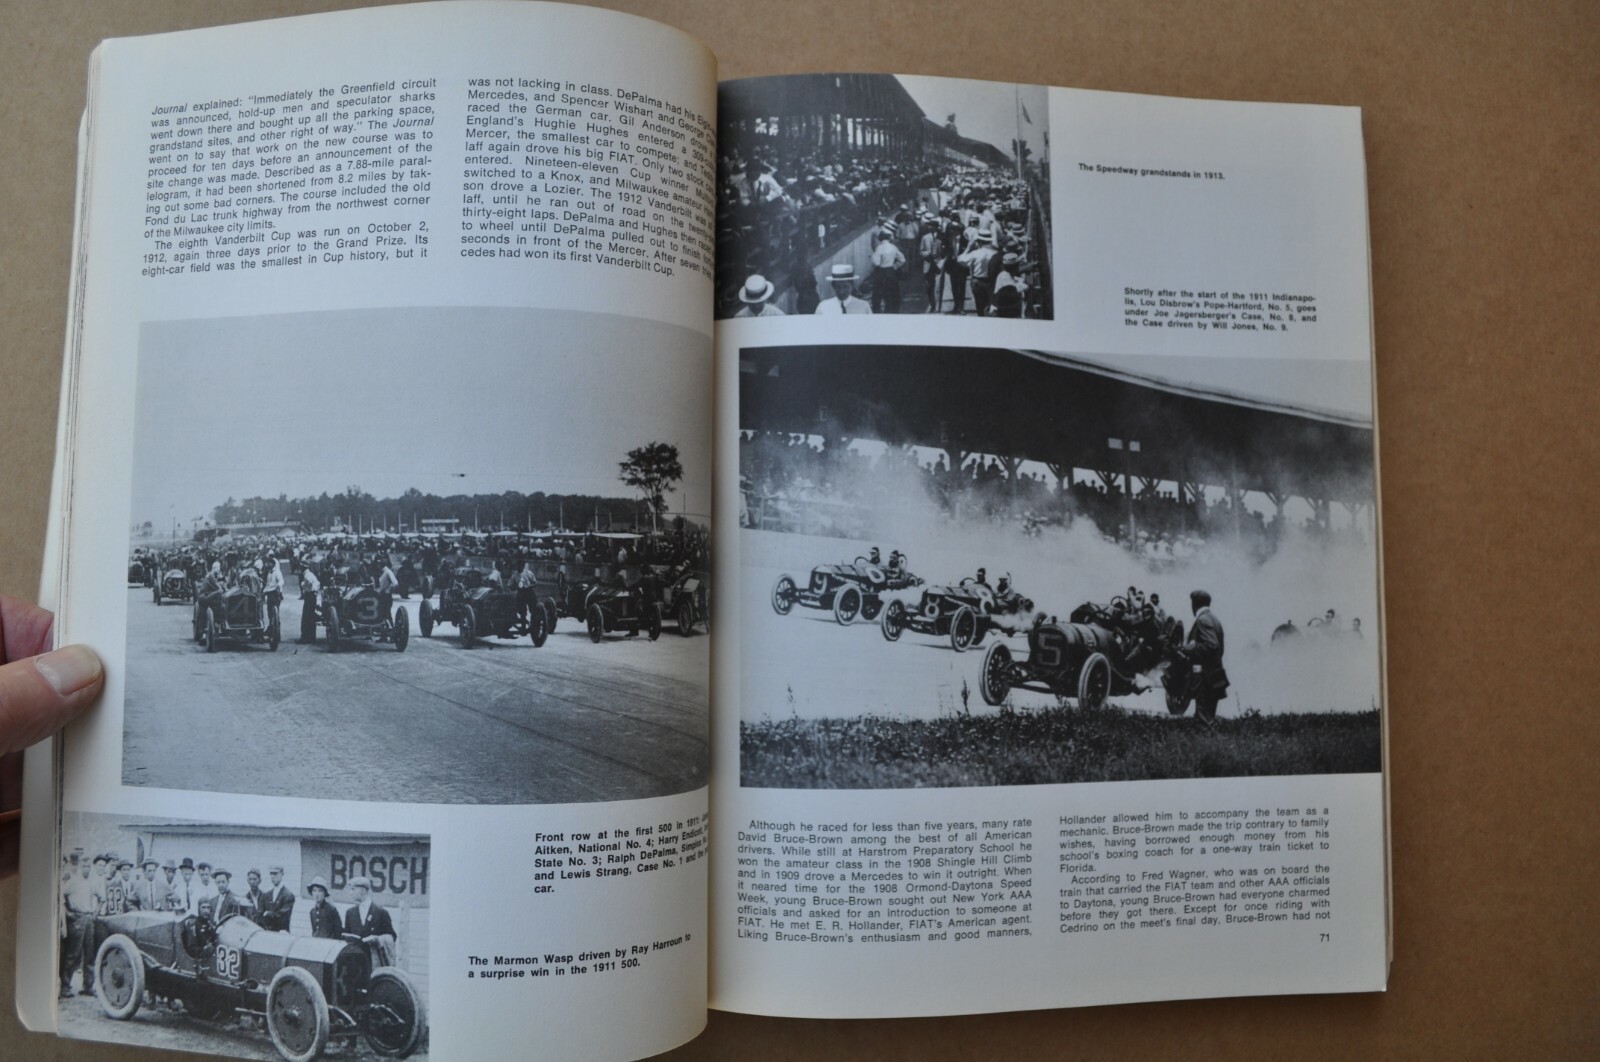 Journal explained: "Immediately the Greenfield circuit
was announced, hold-up men and speculator sharks
went down there and bought up all the parking space,
grandstand sites, and other right of way." The Journal
went on to say that work on the new course was to
proceed for ten days before an announcement of the
site change was made. Described as a 7.88-mile paral-
lelogram, it had been shortened from 8.2 miles by tak-
ing out some bad corners. The course included the old
Fond du Lac trunk highway from the northwest corner
of the Milwaukee city limits.
The eighth Vanderbilt Cup was run on October 2,
1912, again three days prior to the Grand Prize. Its
eight-car field was the smallest in Cup history, but it
was not lacking in class. DePalma had his
Mercedes, and Spencer Wishart and George
raced the German car. Gil Anderson drove
England's Hughie Hughes entered a
Mercer, the smallest car to compete; and
laff again drove his big FIAT. Only two stock
entered. Nineteen-eleven Cup winner
switched to a Knox, and Milwaukee amateur
son drove a Lozier. The 1912 Vanderbilt was
laff, until he ran out of road on the
thirty-eight laps. DePalma and Hughes then
to wheel until DePalma pulled out to finish
seconds in front of the Mercer. After seven
cedes had won its first Vanderbilt Cup.
4
3
Front row at the first 500 in 1911:
Aitken, National No. 4; Harry Endicott,
State No. 3; Ralph DePalma, Simplex
and Lewis Strang, Case No. 1 and the
car.
BOSCH
32
32
The Marmon Wasp driven by Ray Harroun to
a surprise win in the 1911 500.
The Speedway grandstands in 1913.
Shortly after the start of the 1911 Indianapo-
lis, Lou Disbrow's Pope-Hartford, No. 5, goes
under Joe Jagersberger's Case, No. 8, and
the Case driven by Will Jones, No. 9.
9
8
5
Although he raced for less than five years, many rate
David Bruce-Brown among the best of all American
drivers. While still at Harstrom Preparatory School he
won the amateur class in the 1908 Shingle Hill Climb
and in 1909 drove a Mercedes to win it outright. When
it neared time for the 1908 Ormond-Daytona Speed
Week, young Bruce-Brown sought out New York AAA
officials and asked for an introduction to someone at
FIAT. He met E. R. Hollander, FIAT's American agent.
Liking Bruce-Brown's enthusiasm and good manners,
Hollander allowed him to accompany the team as a
mechanic. Bruce-Brown made the trip contrary to family
wishes, having borrowed enough money from his
school's boxing coach for a one-way train ticket to
Florida.
According to Fred Wagner, who was on board the
train that carried the FIAT team and other AAA officials
to Daytona, young Bruce-Brown had everyone charmed
before they got there. Except for once riding with
Cedrino on the meet's final day, Bruce-Brown had not
71